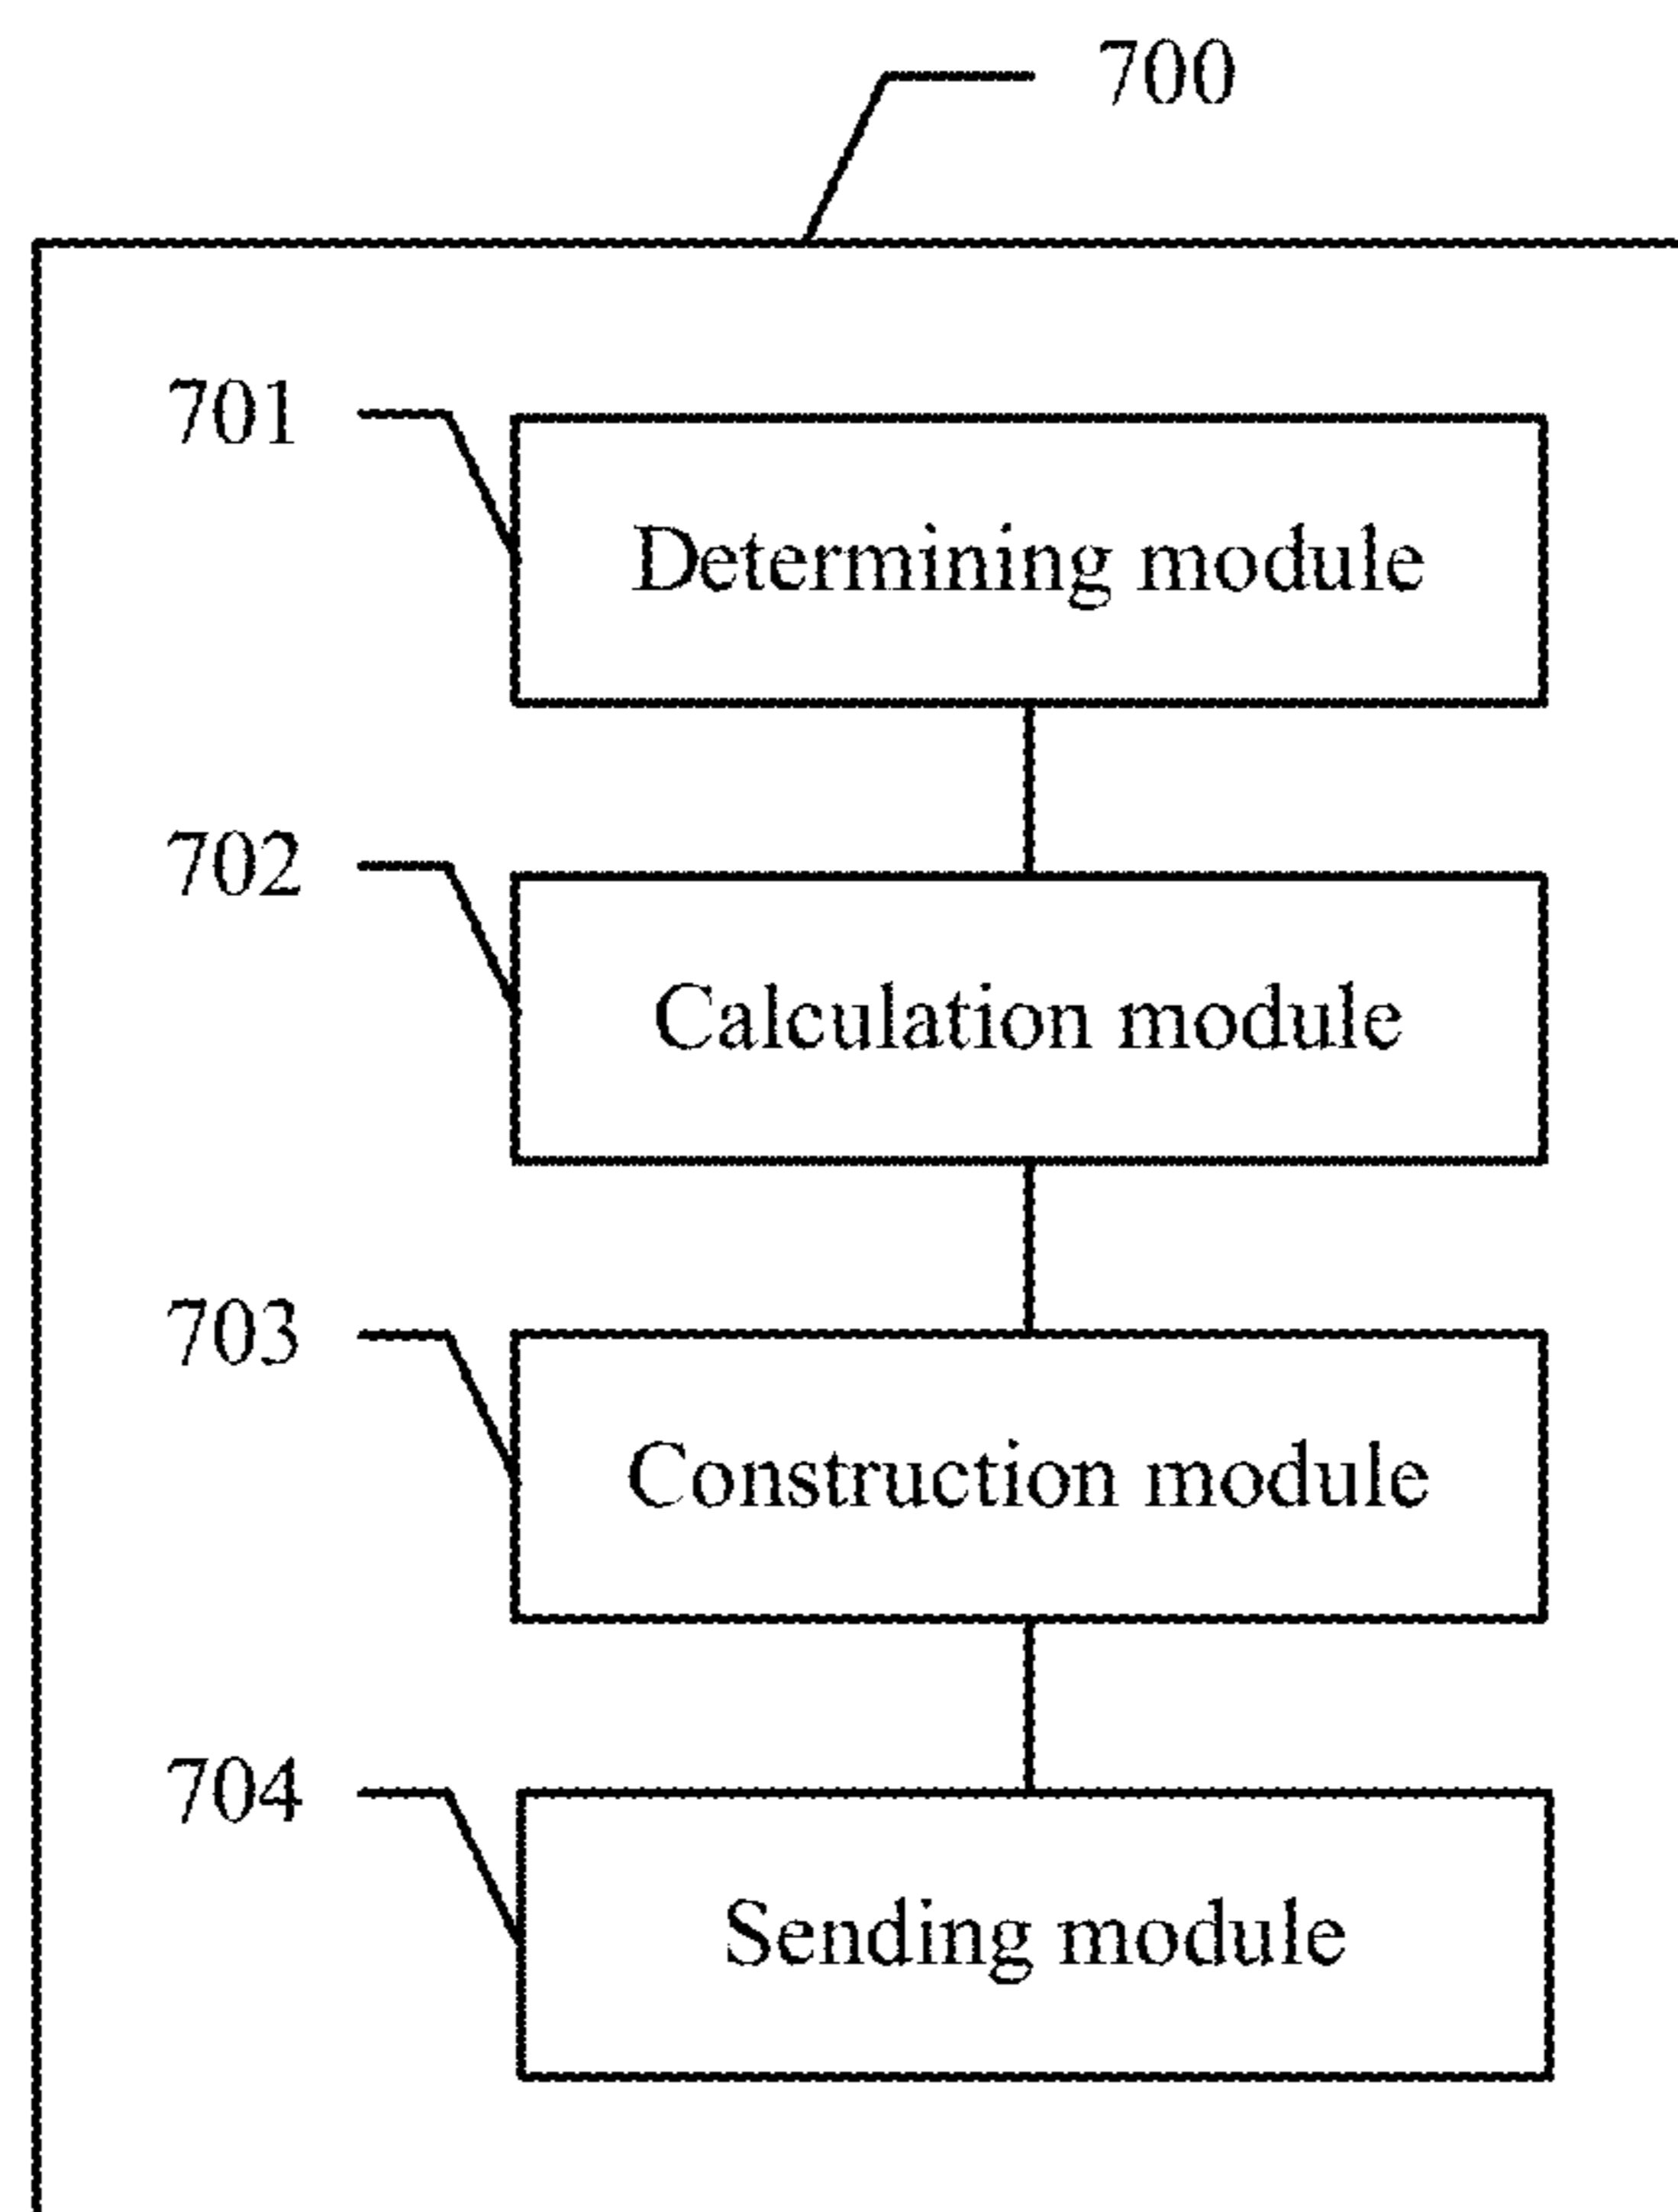 700
701
Determining module
702
Calculation module
703
Construction module
704
Sending module